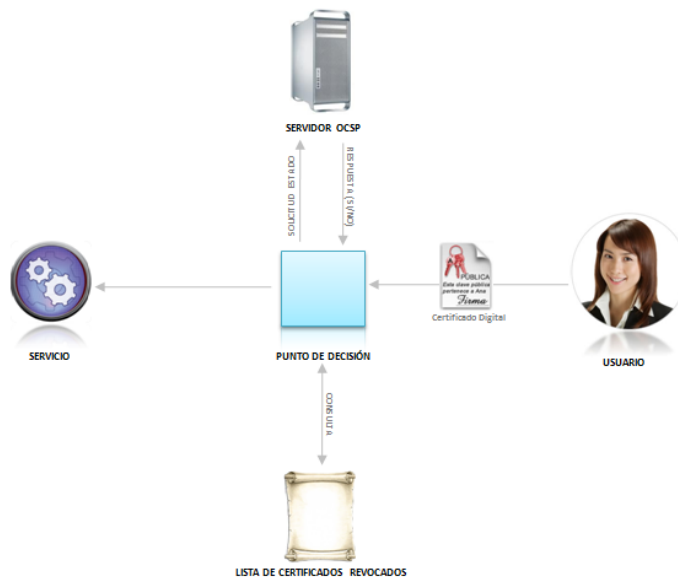 SERVIDOR OCSP
SOLICITUD ESTADO
RESPUESTA (SI/NO)
PÚBLICA
Esta clave pública
pertenece a Ana
Firma
Certificado Digital
SERVICIO
PUNTO DE DECISIÓN
USUARIO
CONSULTA
LISTA DE CERTIFICADOS REVOCADOS